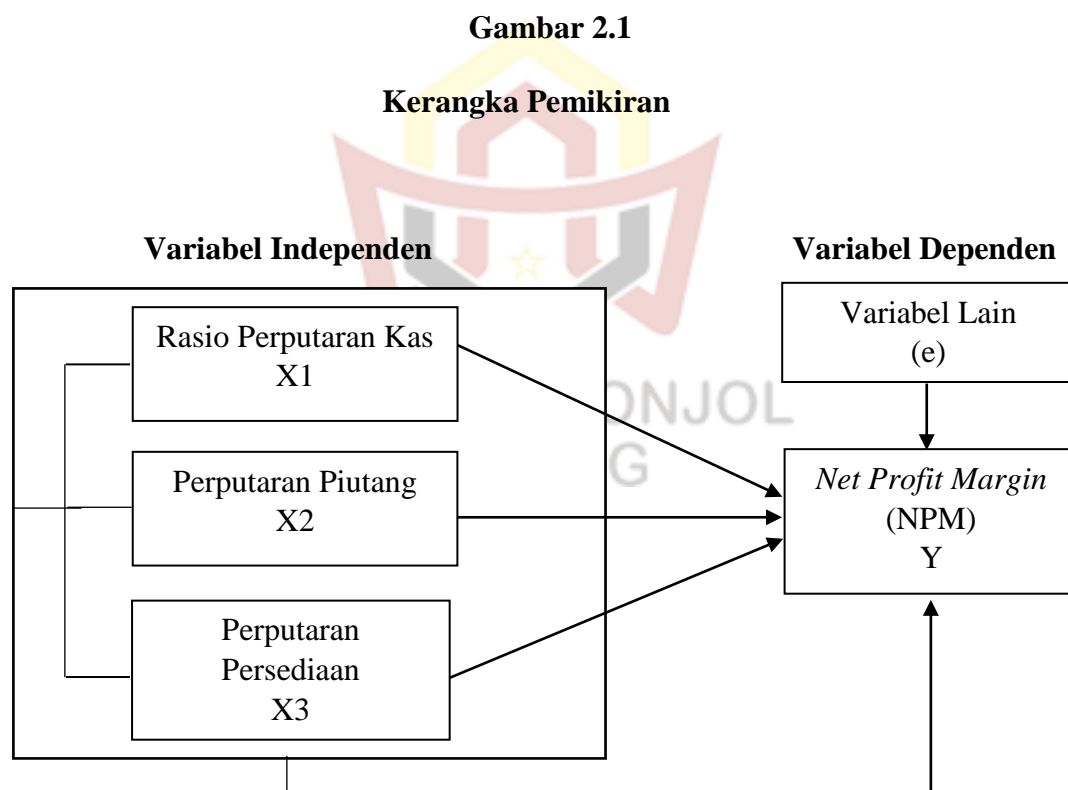 Gambar 2.1
Kerangka Pemikiran
Variabel Independen
Variabel Dependen
Rasio Perputaran Kas
X1
Perputaran Piutang
X2
Perputaran
Persediaan
X3
Variabel Lain
(e)
Net Profit Margin
(NPM)
Y